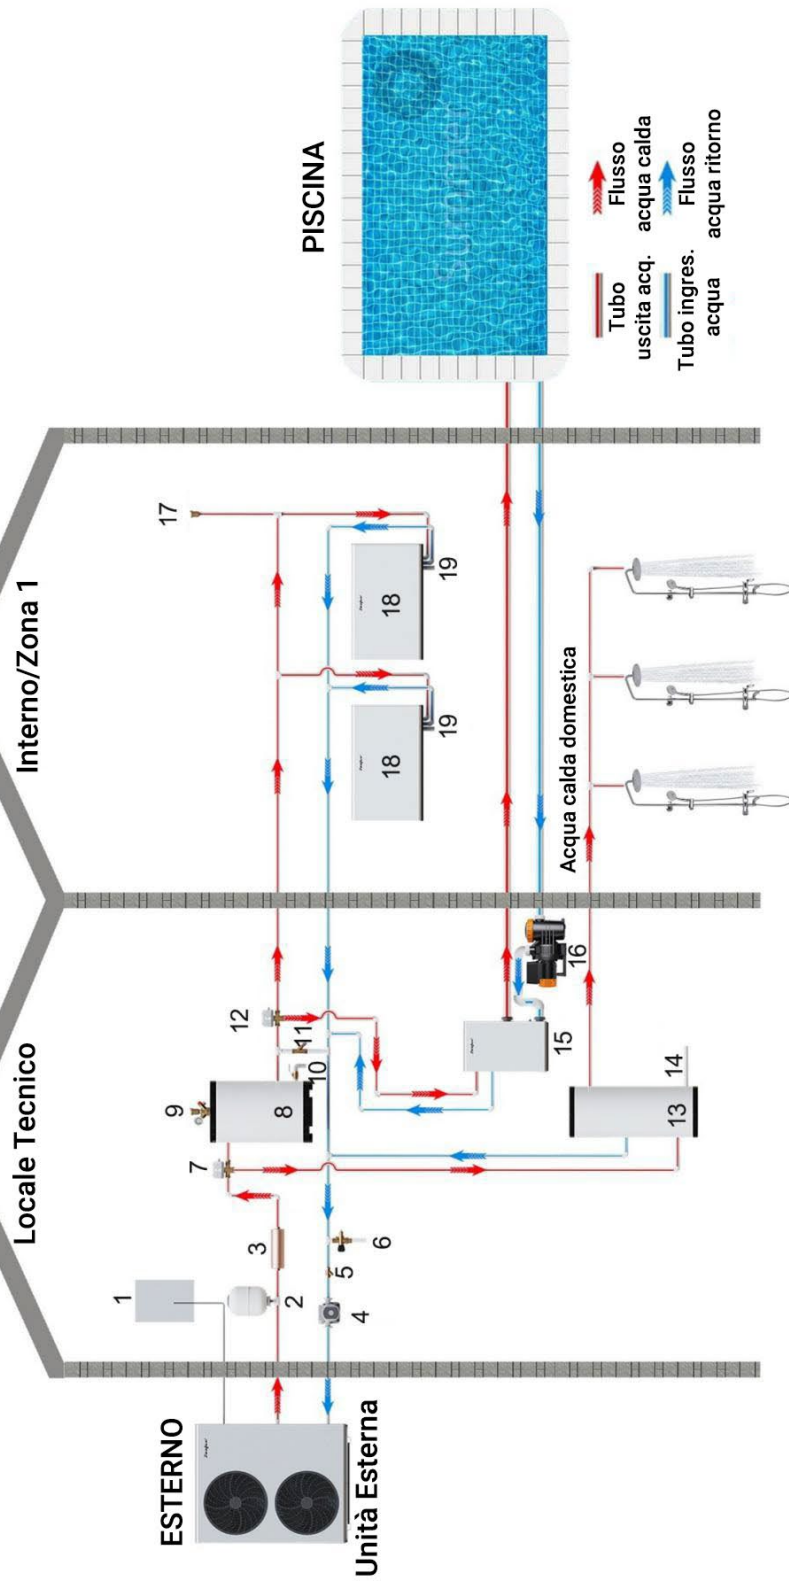 ESTERNO
Unità Esterna
Locale Tecnico
Interno/Zona 1
PISCINA
Summer
1
2
3
4
5
6
7
8
9
10
11
12
13
14
15
16
17
18
18
19
19
Acqua calda domestica
Tubo
uscita acq.
Flusso
acqua calda
Tubo ingres.
acqua
Flusso
acqua ritorno